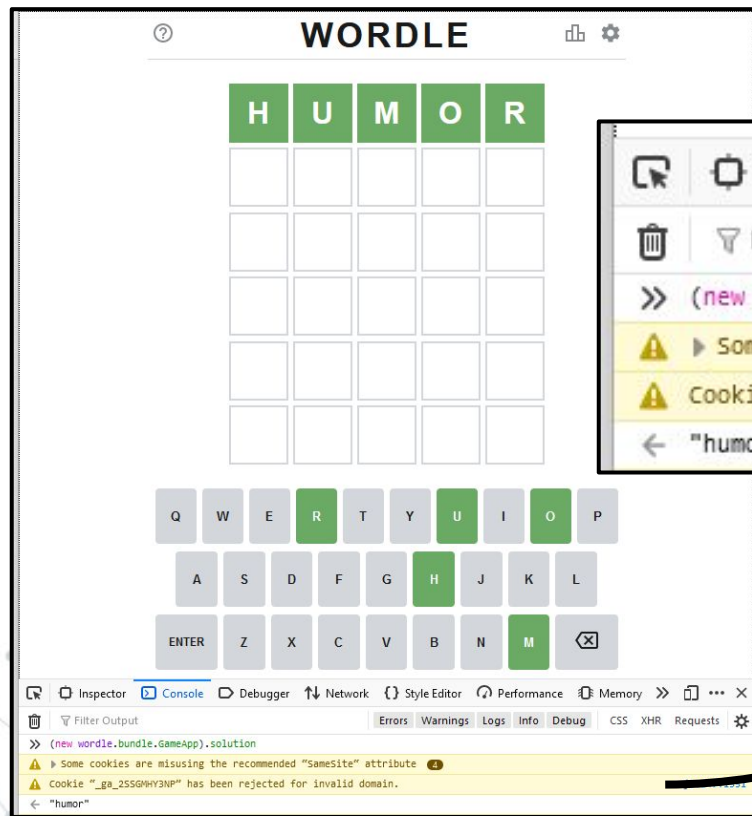 WORDLE
H U M O R
Q W E R T Y U I O P
A S D F G H J K L
ENTER Z X C V B N M
Inspector Console Debugger Network Style Editor Performance Memory
Filter Output Errors Warnings Logs Info Debug CSS XHR Requests
>> (new wordle.bundle.GameApp).solution
Some cookies are misusing the recommended "SameSite" attribute 4
Cookie "_ga_2SSGMHY3NP" has been rejected for invalid domain.
"humor"
(new
Cooki
"humo